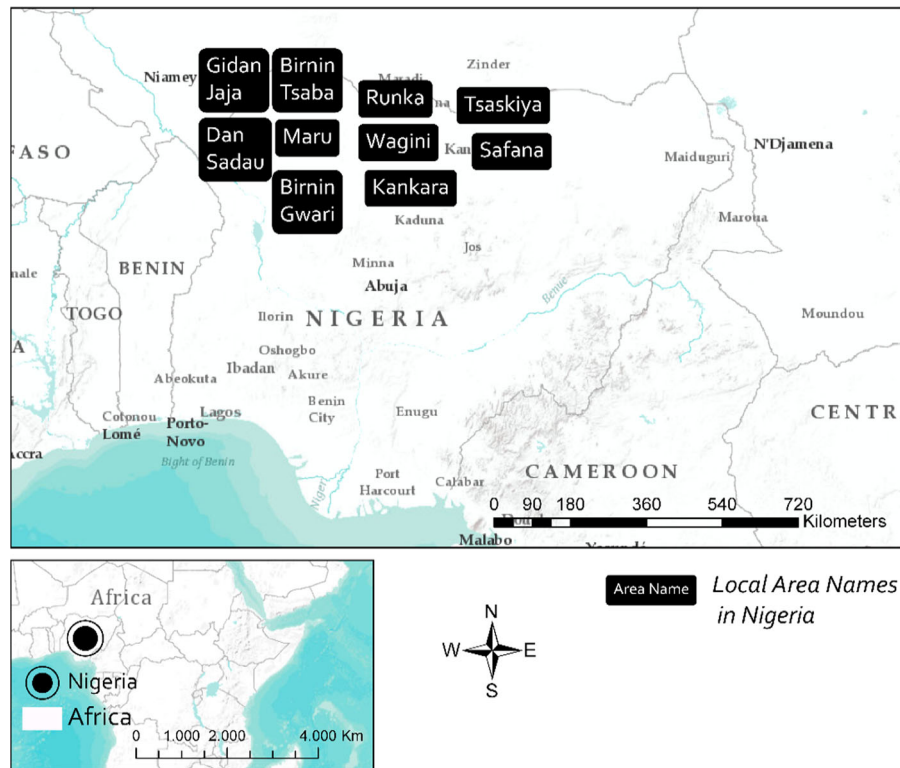 Niamey
Gidan
Jaja
Birnin
Tsaba
Zinder
Runka
Tsaskiya
Dan
Sadau
Maru
Wagini
Safana
Birnin
Gwari
Kankara
FASO
Maiduguri
N'Djamena
Kaduna
Maroua
Jos
Minna
Abuja
BENIN
Benue
TOGO
Ilorin
NIGERIA
Moundou
Oshogbo
Ibadan
Akure
Abeokuta
Benin
City
Enugu
Cotonou
Lagos
Lomé
Porto-
Novo
CENTR
Accra
Bight of Benin
Niger
Port
Harcourt
Calabar
CAMEROON
0 90 180 360 540 720
Kilometers
Malabo
Africa
Nigeria
Africa
0 1.000 2.000 4.000 Km
N
W E
S
Area Name
Local Area Names
in Nigeria